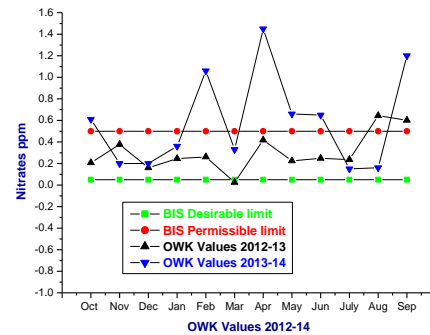 1.6
1.4
1.2
1.0
0.8
0.6
0.4
0.2
0.0
-0.2
-0.4
-0.6
-0.8
-1.0
Nitrates ppm
BIS Desirable limit
BIS Permissible limit
OWK Values 2012-13
OWK Values 2013-14
Oct Nov Dec Jan Feb Mar Apr May Jun July Aug Sep
OWK Values 2012-14